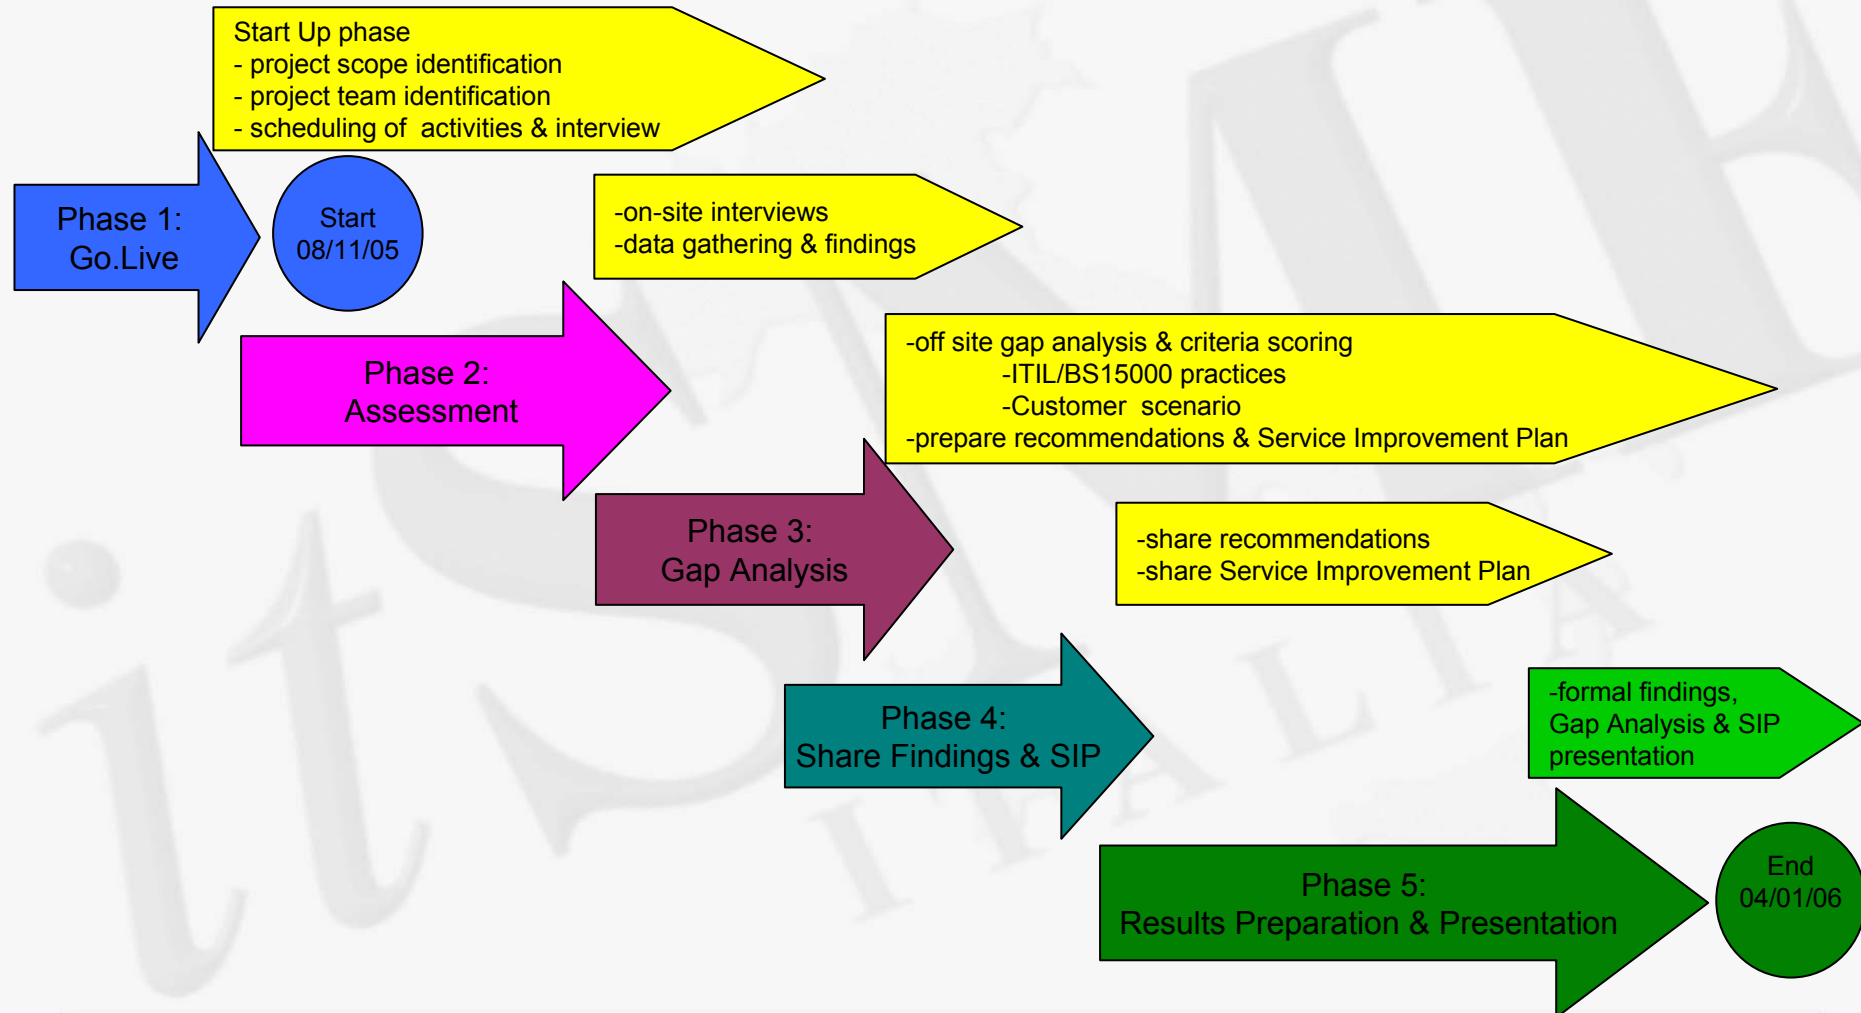 Start Up phase
- project scope identification
- project team identification
- scheduling of  activities & interview
Phase 1:
Go.Live
Start
08/11/05
-on-site interviews
-data gathering & findings
Phase 2:
Assessment
-off site gap analysis & criteria scoring
-ITIL/BS15000 practices
-Customer  scenario
-prepare recommendations & Service Improvement Plan
Phase 3:
Gap Analysis
-share recommendations
-share Service Improvement Plan
Phase 4:
Share Findings & SIP
-formal findings,
Gap Analysis & SIP
presentation
Phase 5:
Results Preparation & Presentation
End
04/01/06
itSMF
ITALIA